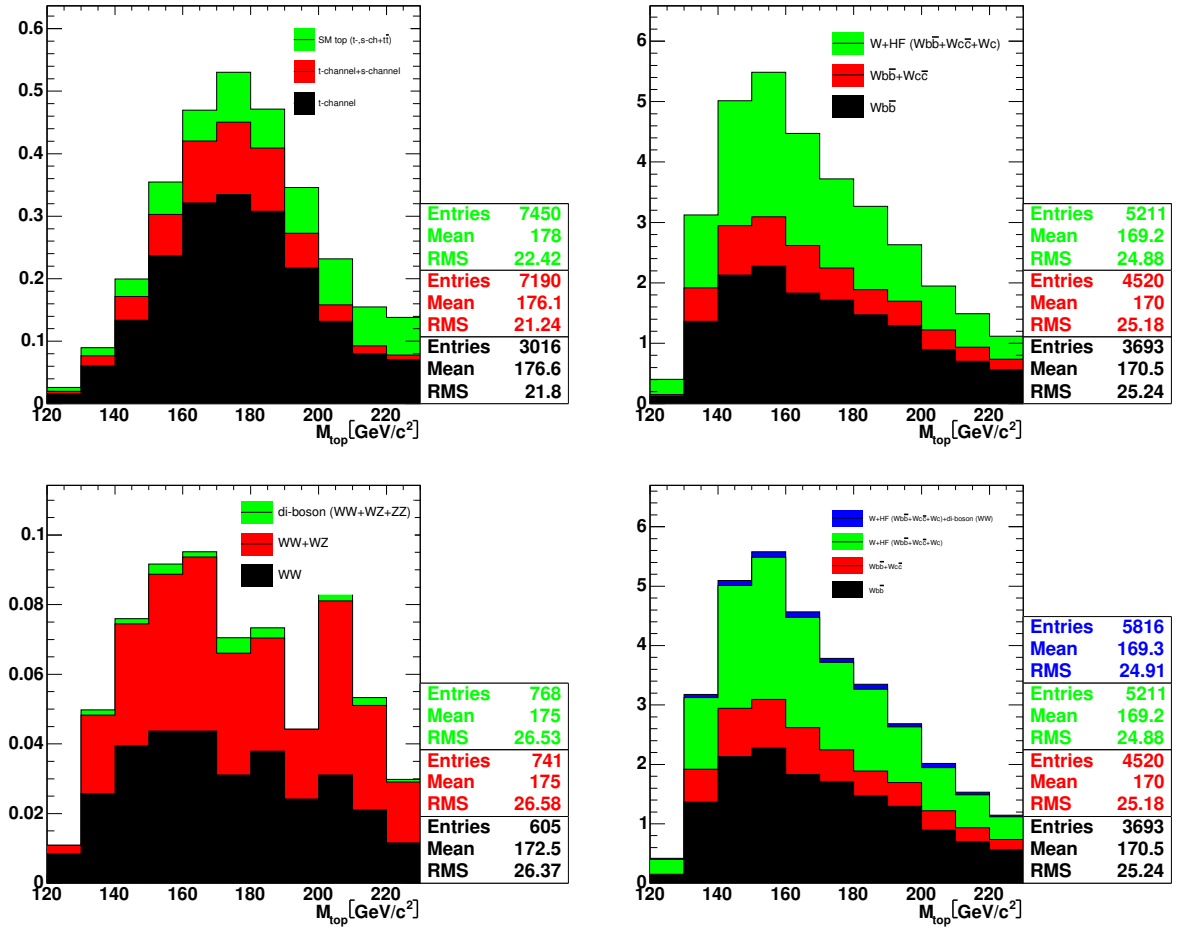 0.6
0.5
0.4
0.3
0.2
0.1
0
SM top (t-,s-ch+tt̄)
t-channel+s-channel
t-channel
Entries 7450
Mean 178
RMS 22.42
Entries 7190
Mean 176.1
RMS 21.24
Entries 3016
Mean 176.6
RMS 21.8
120 140 160 180 200 220
M_top [GeV/c²]
6
5
4
3
2
1
0
W+HF (Wbb̄+Wcc̄+Wc)
Wbb̄+Wcc̄
Wbb̄
Entries 5211
Mean 169.2
RMS 24.88
Entries 4520
Mean 170
RMS 25.18
Entries 3693
Mean 170.5
RMS 25.24
120 140 160 180 200 220
M_top [GeV/c²]
0.1
0.08
0.06
0.04
0.02
0
di-boson (WW+WZ+ZZ)
WW+WZ
WW
Entries 768
Mean 175
RMS 26.53
Entries 741
Mean 175
RMS 26.58
Entries 605
Mean 172.5
RMS 26.37
120 140 160 180 200 220
M_top [GeV/c²]
6
5
4
3
2
1
0
W+HF (Wbb̄+Wcc̄+Wc)+di-boson (WW)
W+HF (Wbb̄+Wcc̄+Wc)
Wbb̄+Wcc̄
Wbb̄
Entries 5816
Mean 169.3
RMS 24.91
Entries 5211
Mean 169.2
RMS 24.88
Entries 4520
Mean 170
RMS 25.18
Entries 3693
Mean 170.5
RMS 25.24
120 140 160 180 200 220
M_top [GeV/c²]